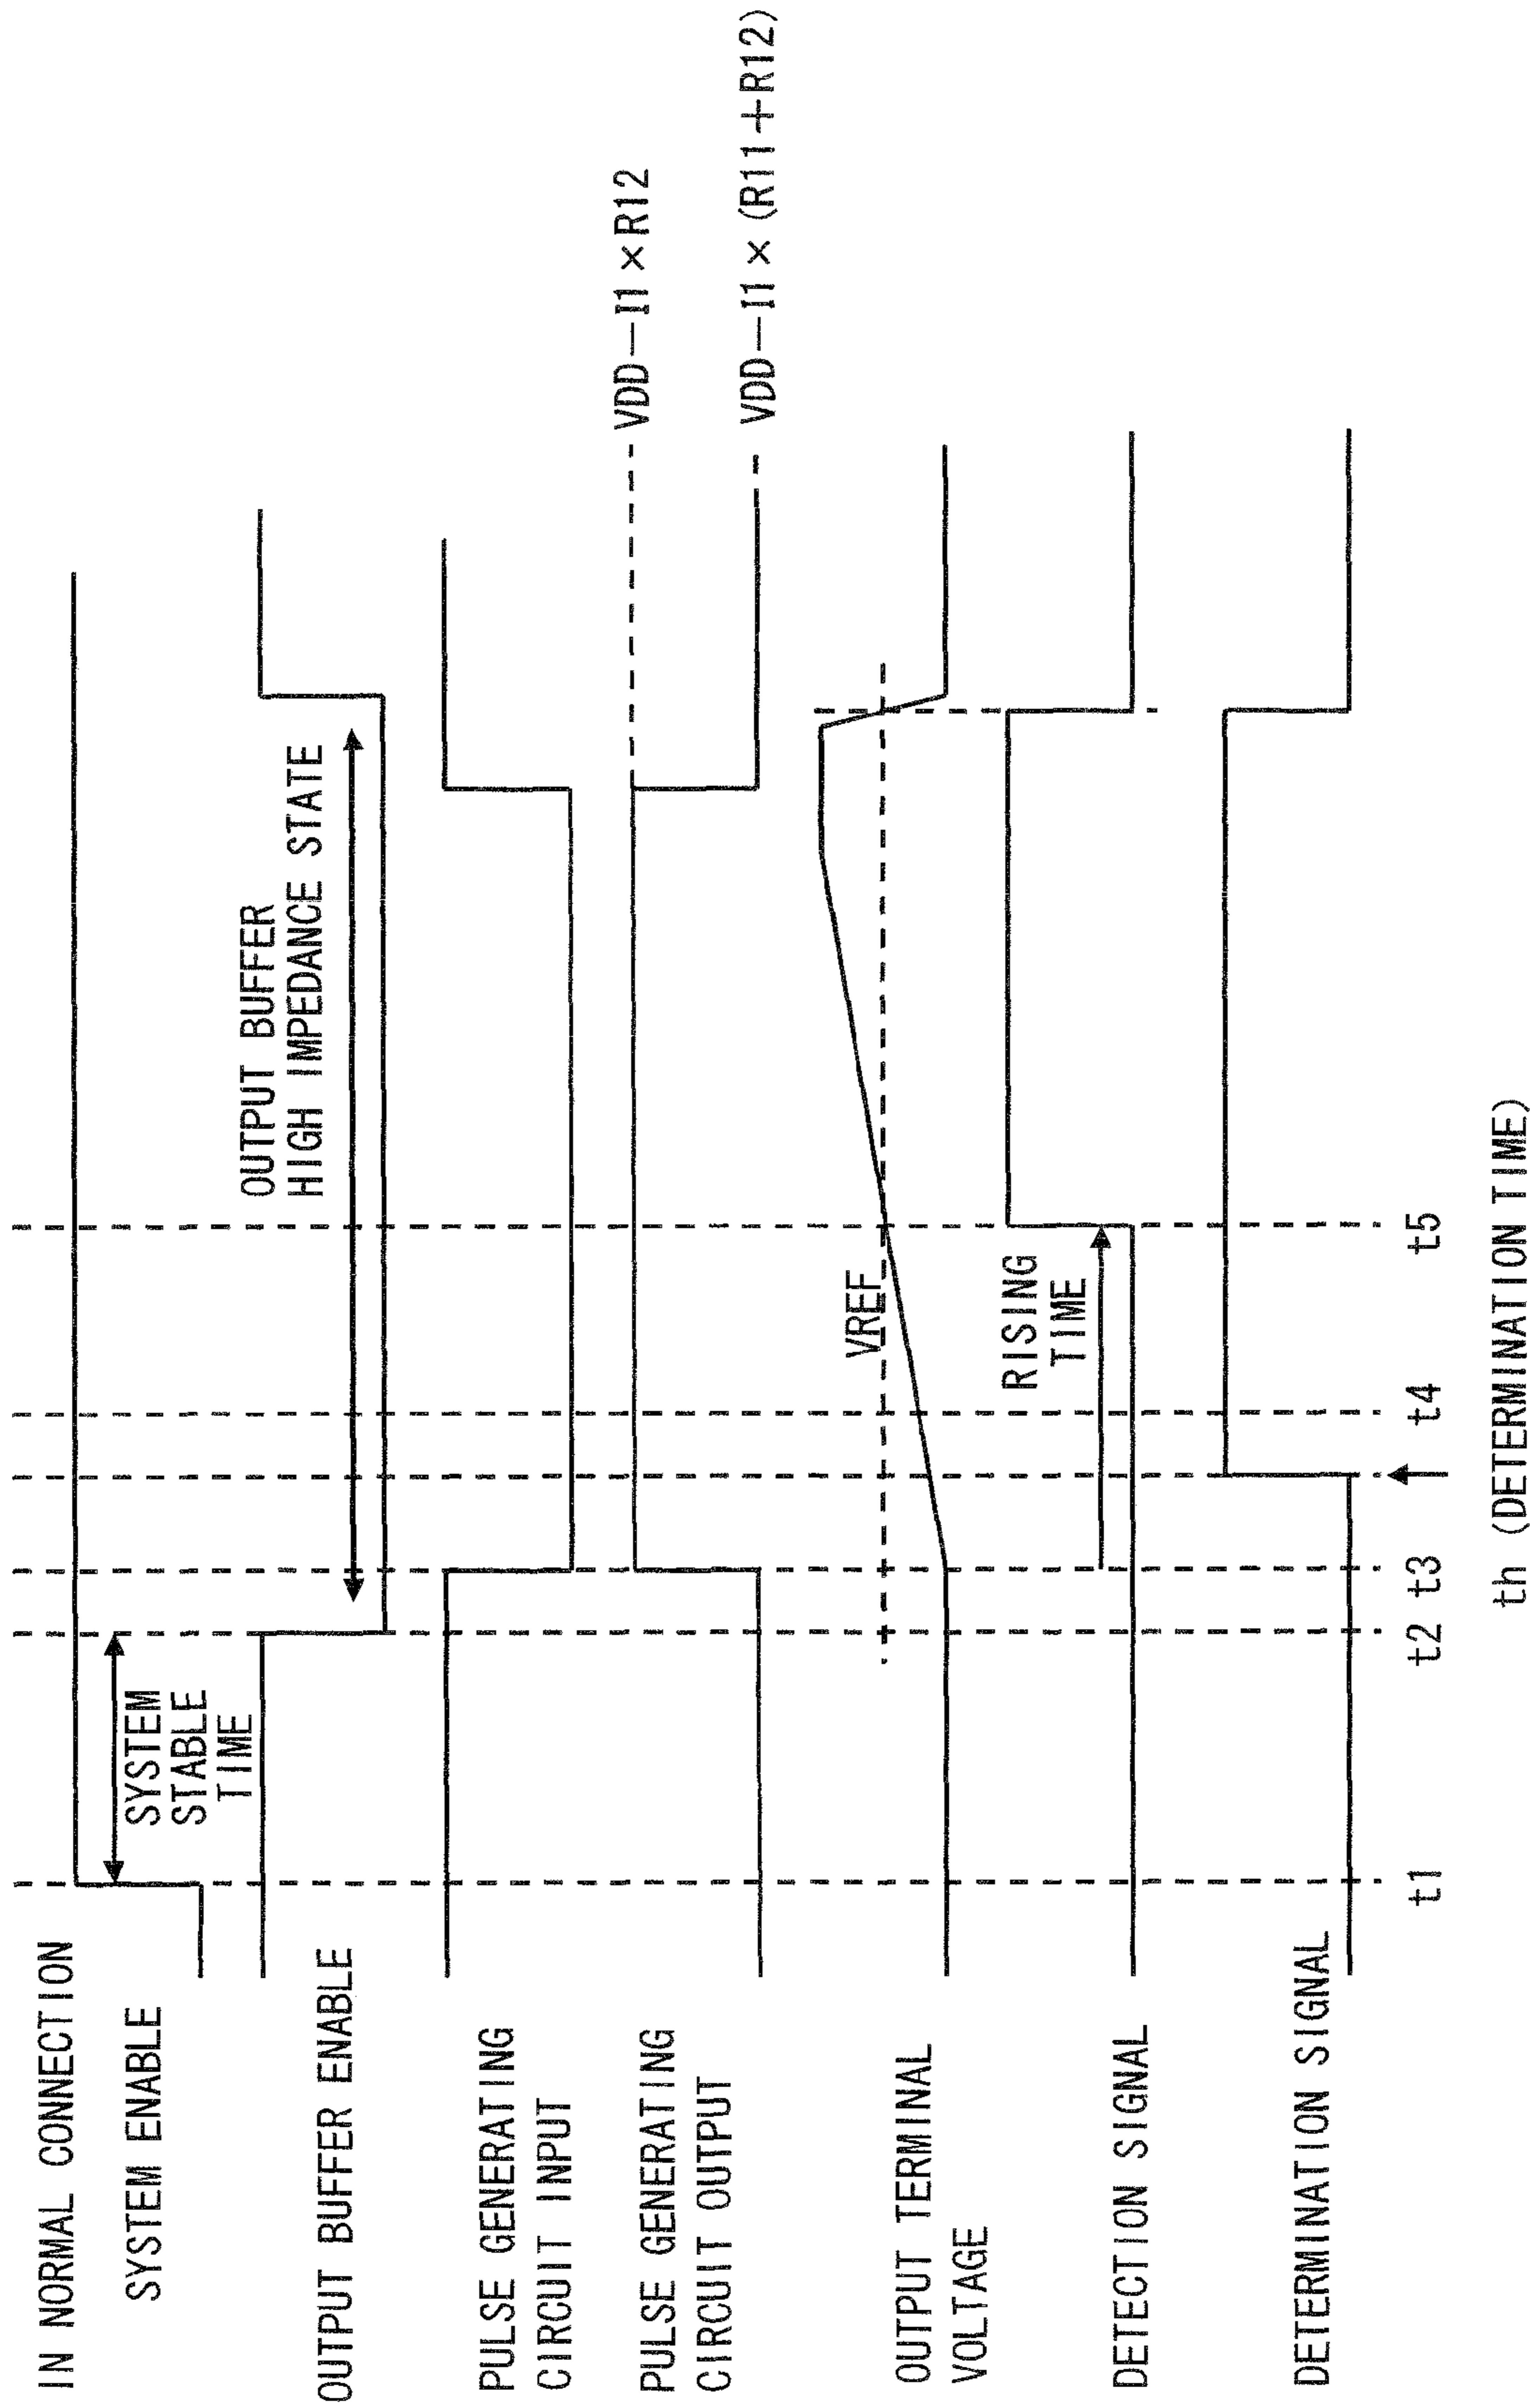 IN NORMAL CONNECTION
SYSTEM ENABLE
SYSTEM
STABLE
TIME
OUTPUT BUFFER ENABLE
OUTPUT BUFFER
HIGH IMPEDANCE STATE
PULSE GENERATING
CIRCUIT INPUT
PULSE GENERATING
CIRCUIT OUTPUT
VDD−I1×R12
VDD−I1×(R11+R12)
OUTPUT TERMINAL
VOLTAGE
VREF
DETECTION SIGNAL
RISING
TIME
DETERMINATION SIGNAL
t1 t2 t3 t4 t5
th (DETERMINATION TIME)